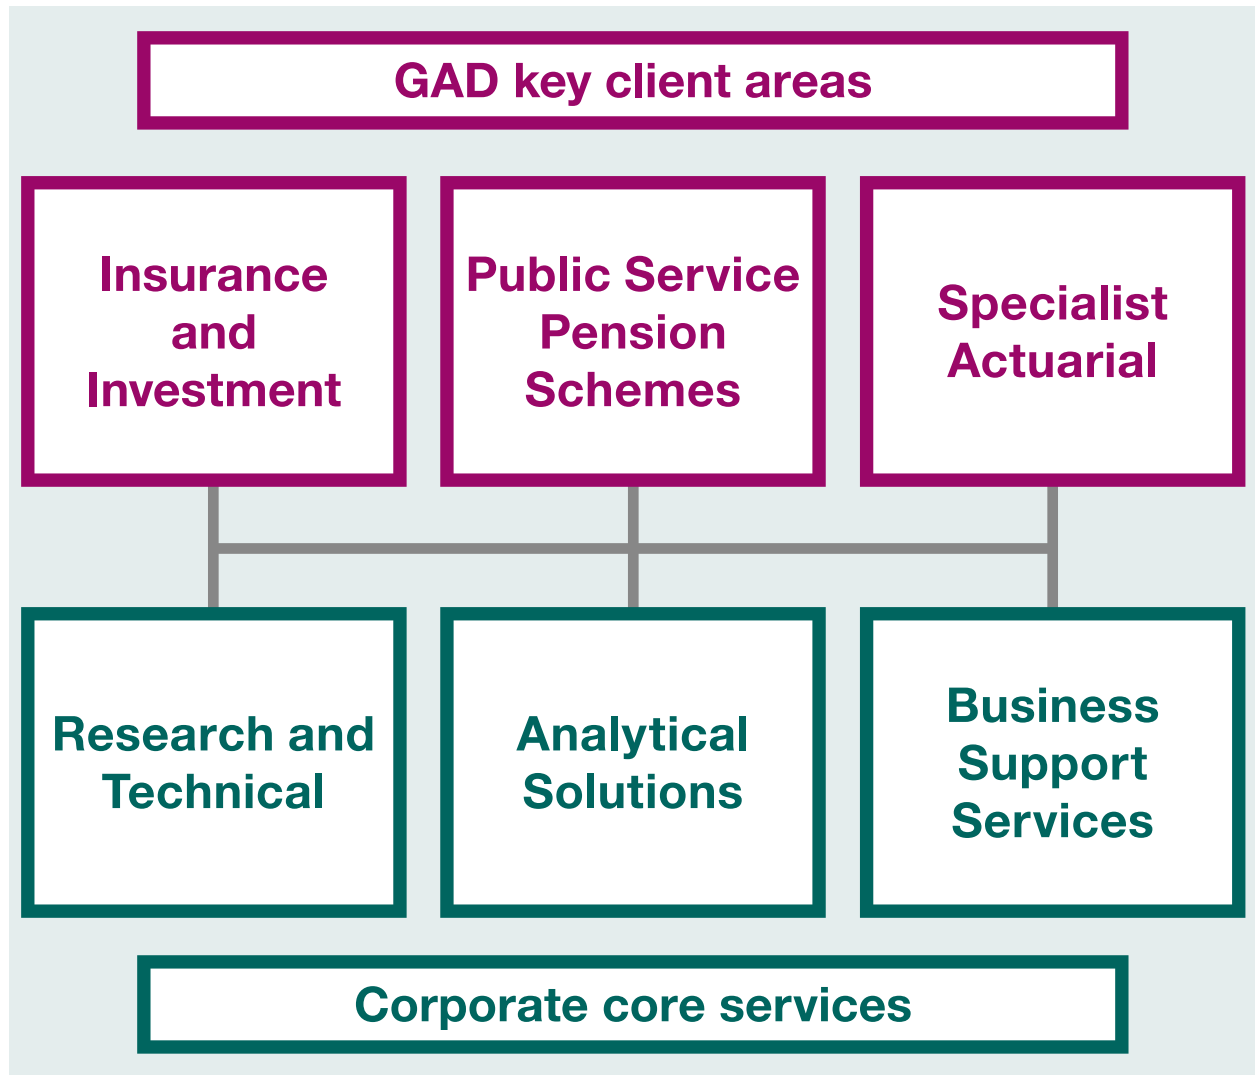 GAD key client areas
Insurance
and
Investment
Public Service
Pension
Schemes
Specialist
Actuarial
Research and
Technical
Analytical
Solutions
Business
Support
Services
Corporate core services